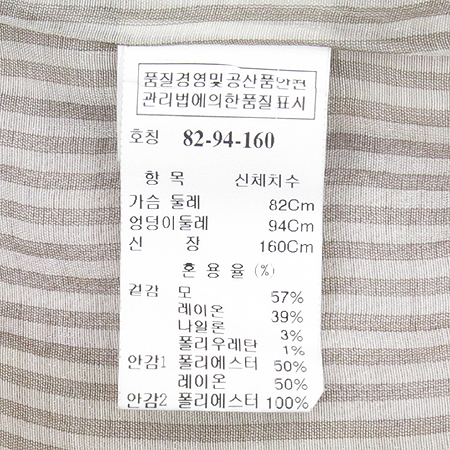 품질경영및공산품안전
관리법에의한품질표시
호칭 82-94-160
항 목 신체치수
가슴 둘레 82Cm
엉덩이둘레 94Cm
신 장 160Cm
혼 용 율 (%)
겉감 모 57%
레이온 39%
나일론 3%
폴리우레탄 1%
안감1 폴리에스터 50%
레이온 50%
안감2 폴리에스터 100%